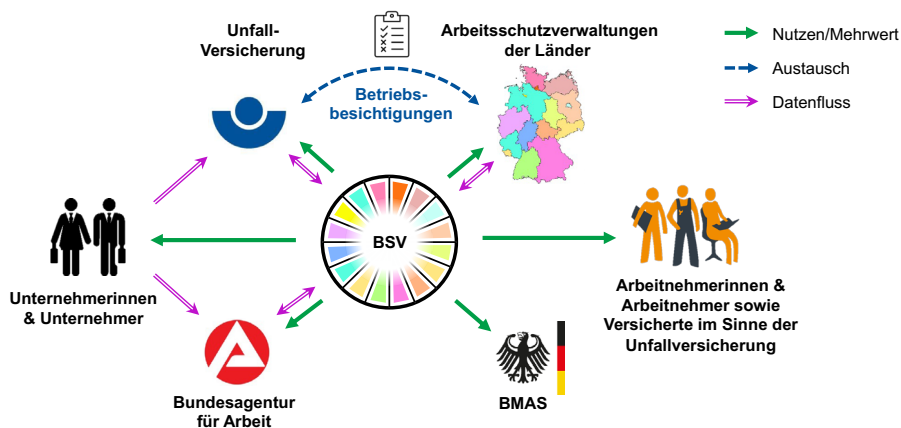 Unfall-
Versicherung
Arbeitsschutzverwaltungen
der Länder
Nutzen/Mehrwert
Austausch
Datenfluss
Betriebs-
besichtigungen
BSV
Unternehmerinnen
& Unternehmer
Arbeitnehmerinnen &
Arbeitnehmer sowie
Versicherte im Sinne der
Unfallversicherung
Bundesagentur
für Arbeit
BMAS